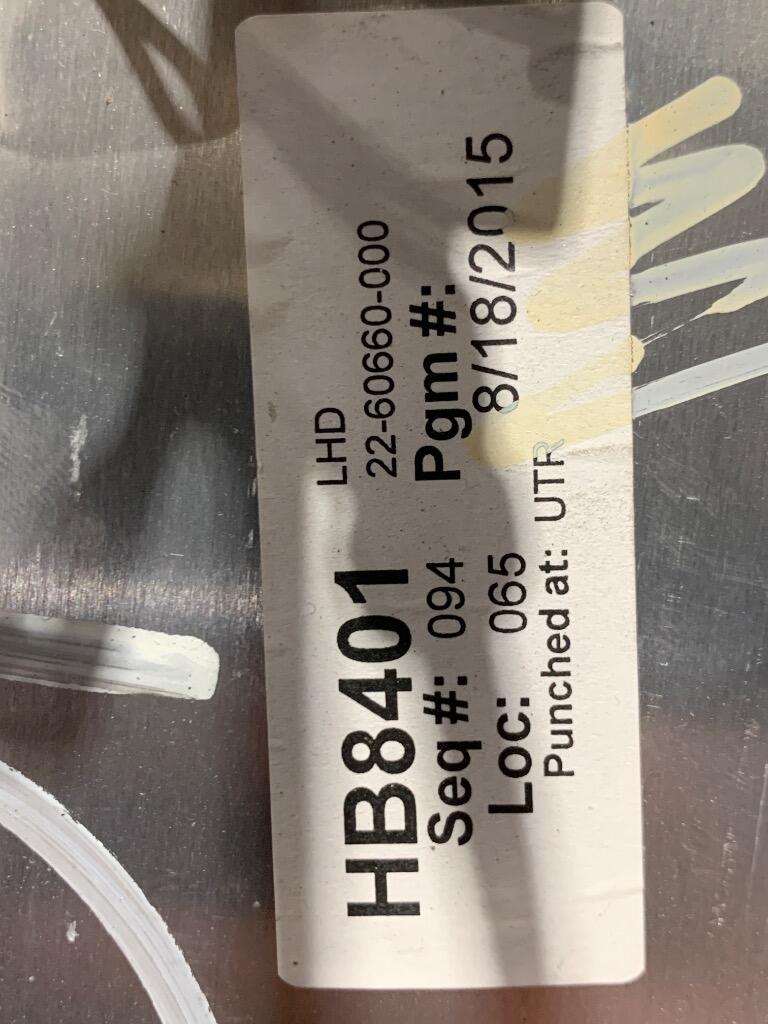 LHD
HB8401 22-60660-000
Seq #: 094 Pgm #:
Loc: 065 8/18/2015
Punched at: UTR